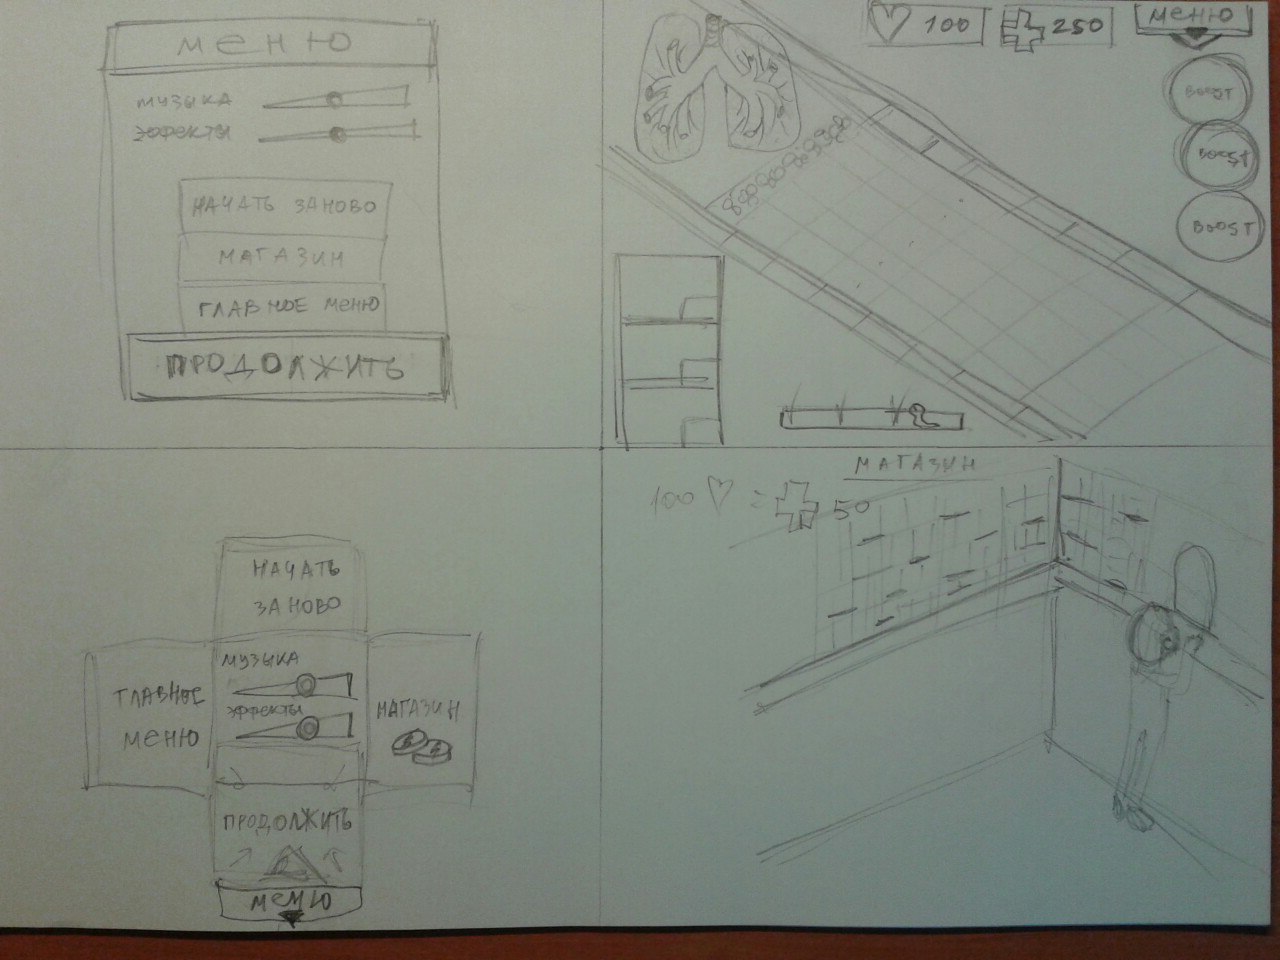 МЕНЮ
МУЗЫКА
ЭФФЕКТЫ
НАЧАТЬ ЗАНОВО
МАГАЗИН
ГЛАВНОЕ МЕНЮ
ПРОДОЛЖИТЬ
100
250
МЕНЮ
BOOST
BOOST
BOOST
НАЧАТЬ
ЗАНОВО
ГЛАВНОЕ
МЕНЮ
МУЗЫКА
ЭФФЕКТЫ
МАГАЗИН
ПРОДОЛЖИТЬ
МЕНЮ
МАГАЗИН
100 = 50